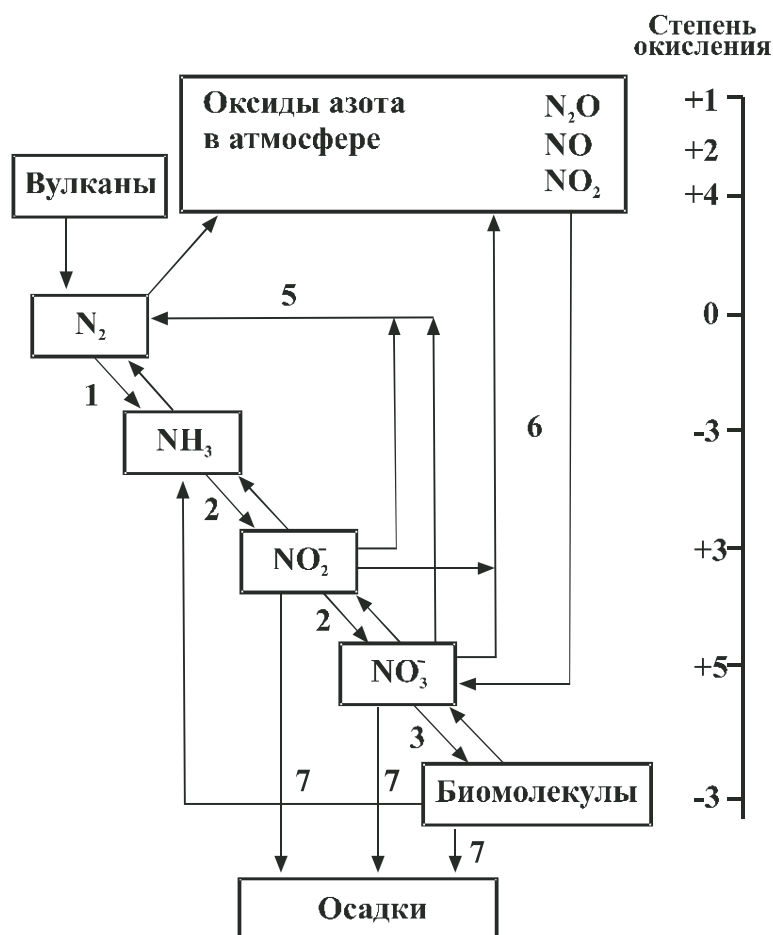 Степень
окисления
Оксиды азота
в атмосфере
N₂O
NO
NO₂
+1
+2
+4
Вулканы
5
N₂
0
1
NH₃
-3
6
2
NO₂⁻
+3
2
NO₃⁻
+5
3
7
7
Биомолекулы
-3
7
Осадки